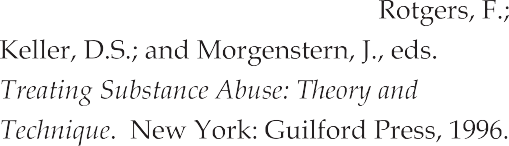 Rotgers, F.;
Keller, D.S.; and Morgenstern, J., eds.
Treating Substance Abuse: Theory and
Technique.  New York: Guilford Press, 1996.